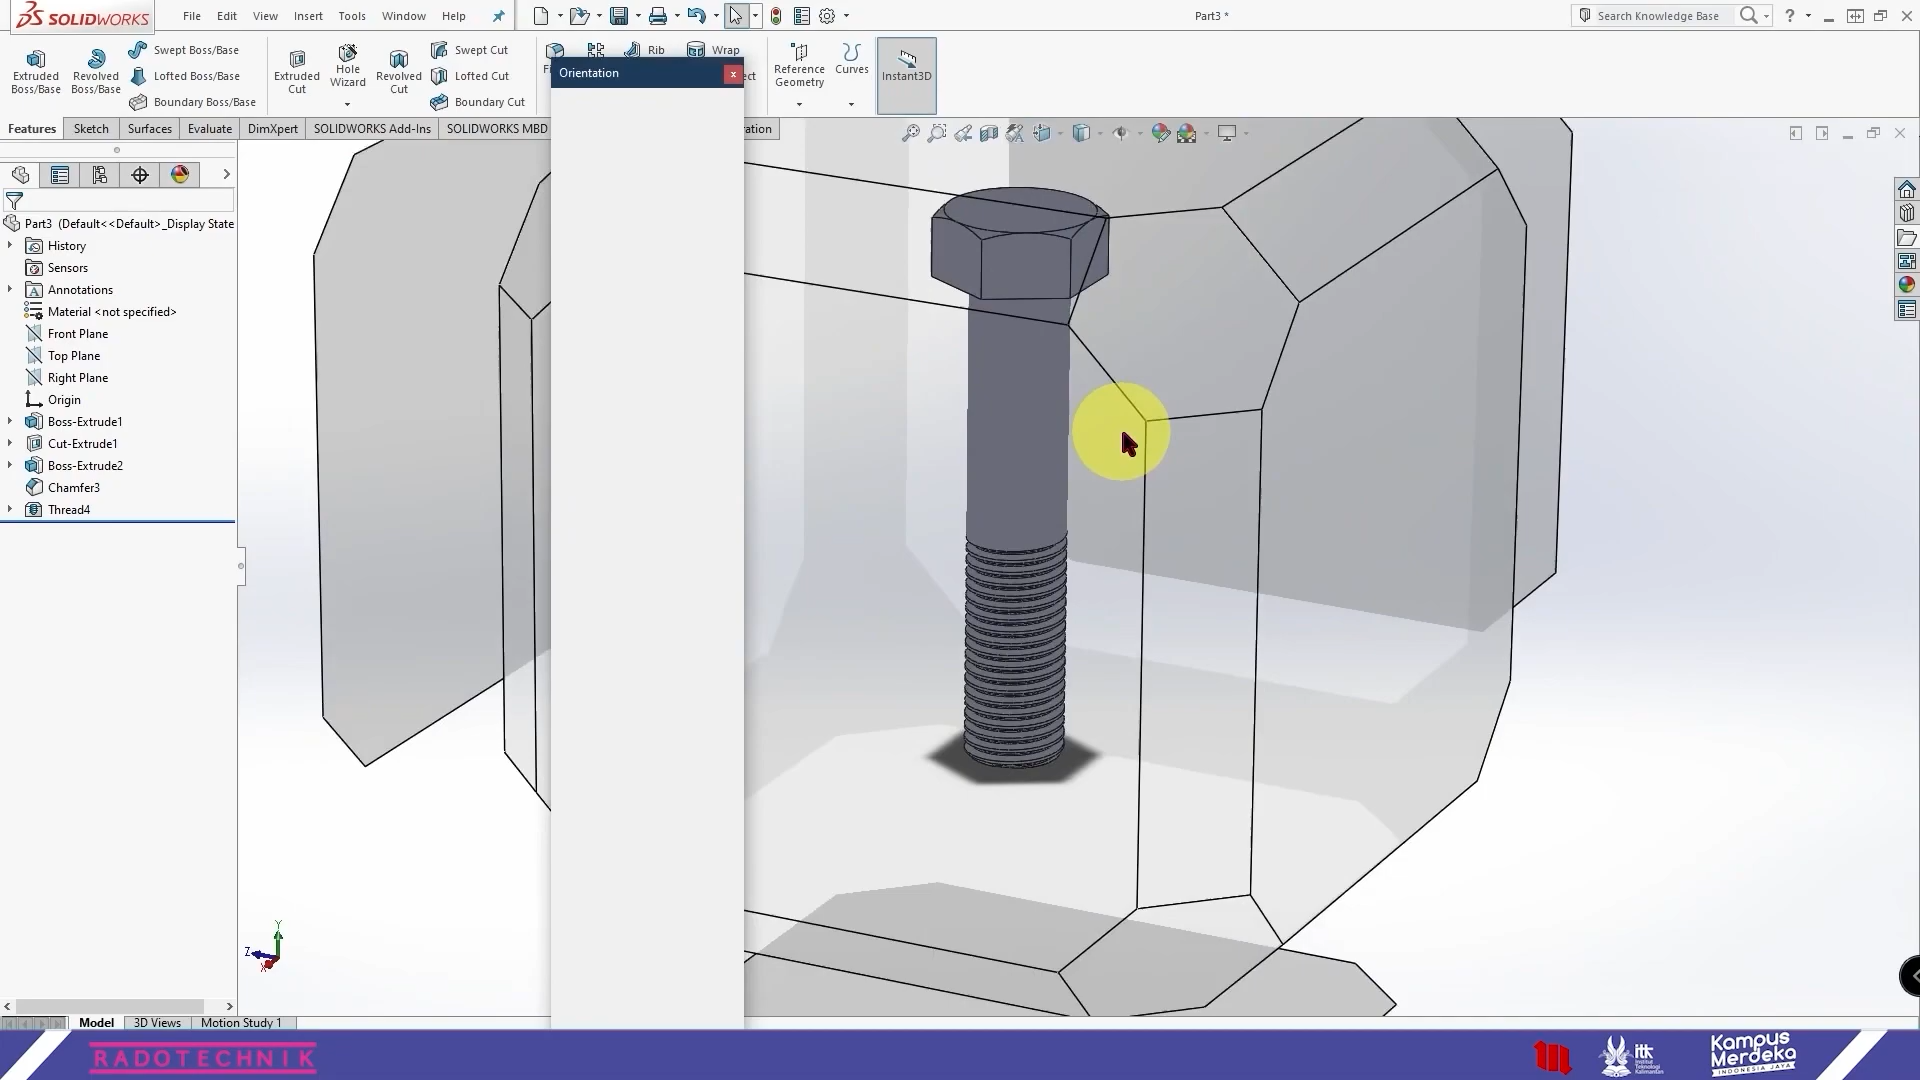 SOLIDWORKS
File Edit View Insert Tools Window Help
Part3 *
Search Knowledge Base
?
Extruded Boss/Base
Revolved Boss/Base
Swept Boss/Base
Lofted Boss/Base
Boundary Boss/Base
Extruded Cut
Hole Wizard
Revolved Cut
Swept Cut
Lofted Cut
Boundary Cut
Rib
Wrap
Reference Geometry
Curves
Instant3D
Orientation
x
Features Sketch Surfaces Evaluate DimXpert SOLIDWORKS Add-Ins SOLIDWORKS MBD
Part3 (Default<<Default>_Display State
History
Sensors
Annotations
Material <not specified>
Front Plane
Top Plane
Right Plane
Origin
Boss-Extrude1
Cut-Extrude1
Boss-Extrude2
Chamfer3
Thread4
Y
Z
X
Model 3D Views Motion Study 1
RADOTECHNIK
itk
Kampus
Merdeka
INDONESIA JAYA